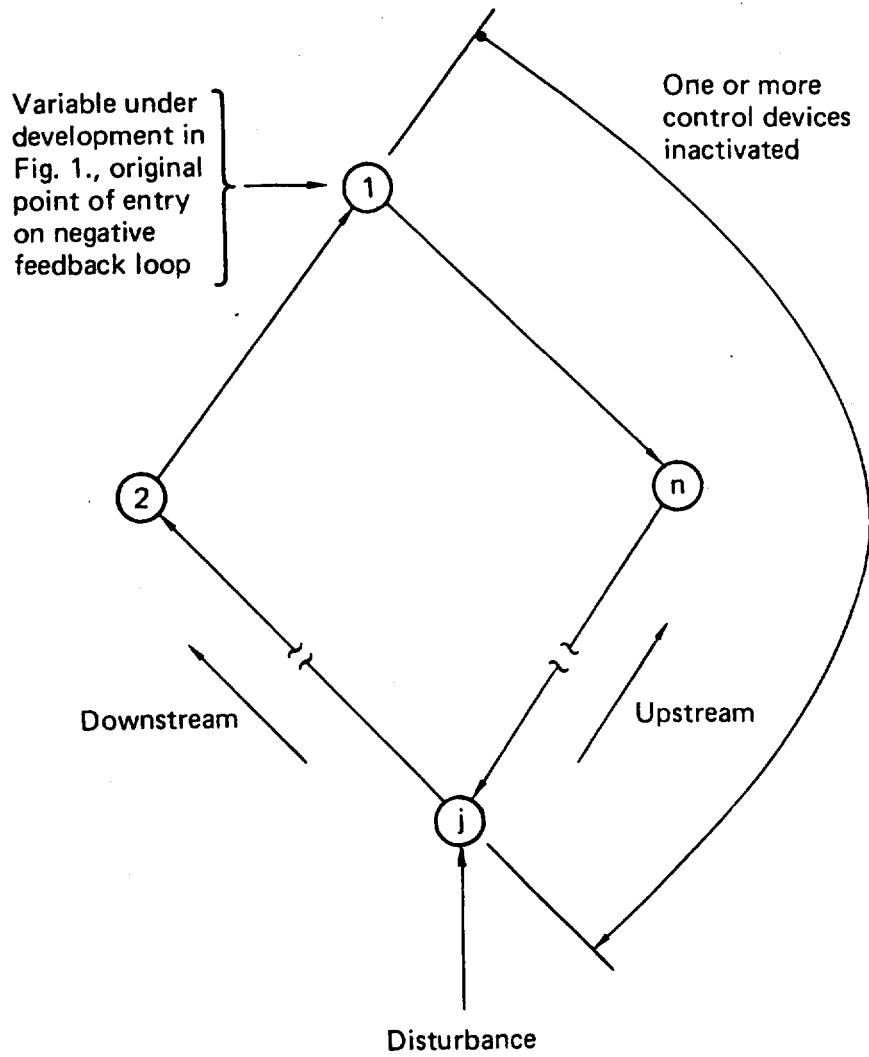 Variable under
development in
Fig. 1., original
point of entry
on negative
feedback loop
One or more
control devices
inactivated
1
2
n
Downstream
Upstream
j
Disturbance